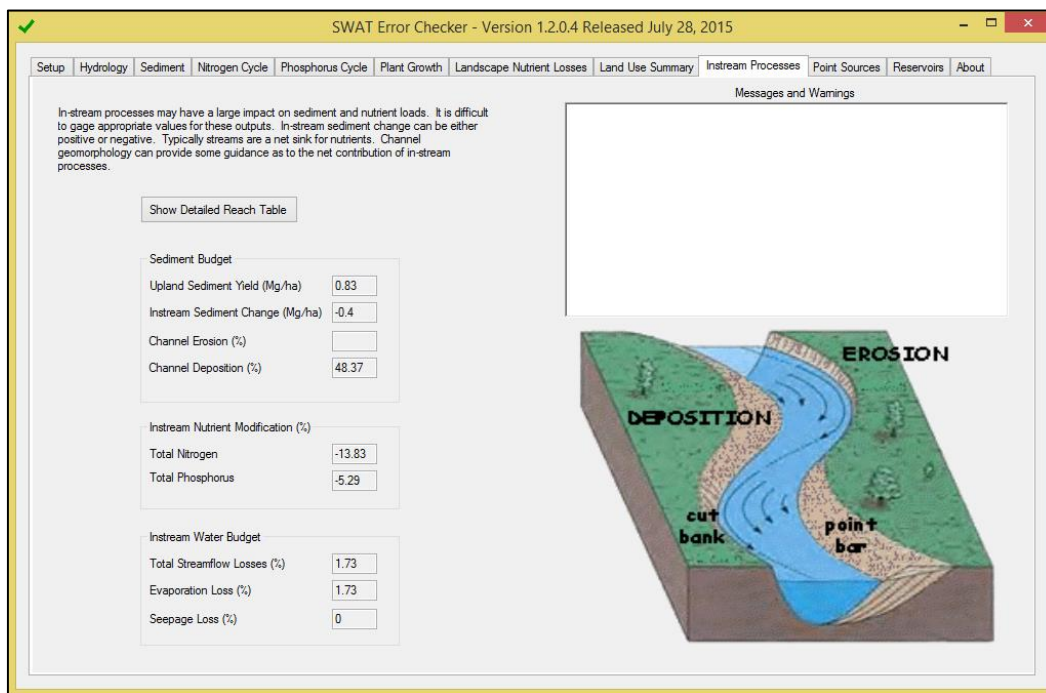 SWAT Error Checker - Version 1.2.0.4 Released July 28, 2015
Setup Hydrology Sediment Nitrogen Cycle Phosphorus Cycle Plant Growth Landscape Nutrient Losses Land Use Summary Instream Processes Point Sources Reservoirs About
In-stream processes may have a large impact on sediment and nutrient loads. It is difficult
to gage appropriate values for these outputs. In-stream sediment change can be either
positive or negative. Typically streams are a net sink for nutrients. Channel
geomorphology can provide some guidance as to the net contribution of in-stream
processes.
Show Detailed Reach Table
Sediment Budget
Upland Sediment Yield (Mg/ha) 0.83
Instream Sediment Change (Mg/ha) -0.4
Channel Erosion (%)
Channel Deposition (%) 48.37
Instream Nutrient Modification (%)
Total Nitrogen -13.83
Total Phosphorus -5.29
Instream Water Budget
Total Streamflow Losses (%) 1.73
Evaporation Loss (%) 1.73
Seepage Loss (%) 0
Messages and Warnings
EROSION
DEPOSITION
cut
bank
point
bar